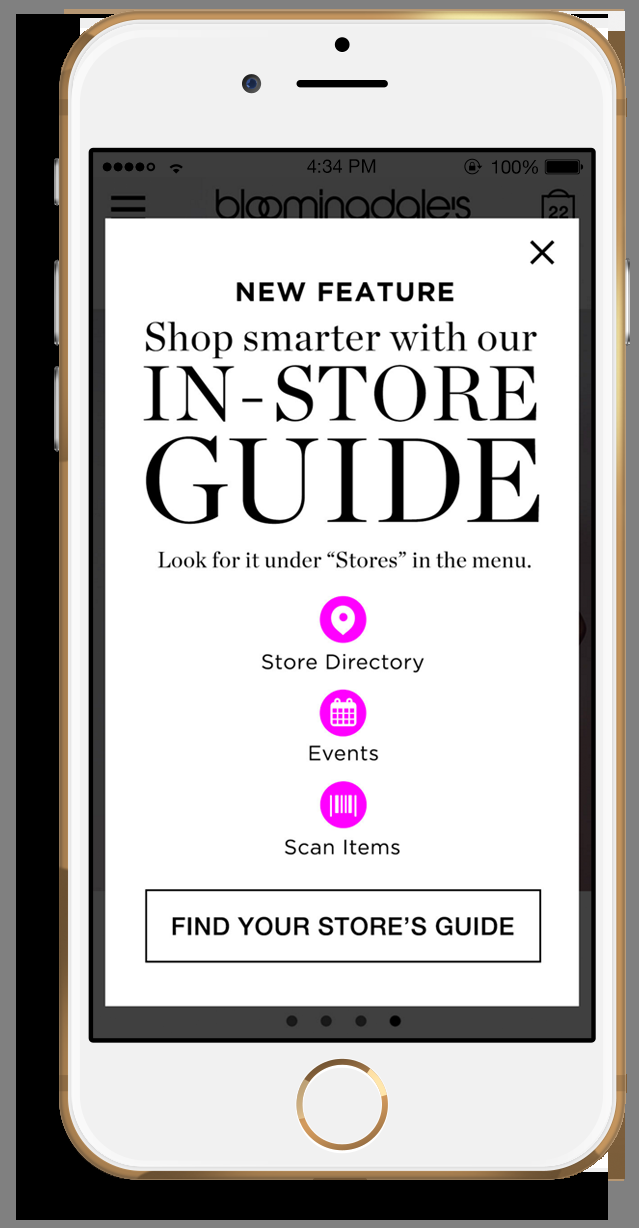 4:34 PM 100%
bloomingdale's 22
NEW FEATURE
Shop smarter with our
IN-STORE
GUIDE
Look for it under “Stores” in the menu.
Store Directory
Events
Scan Items
FIND YOUR STORE’S GUIDE